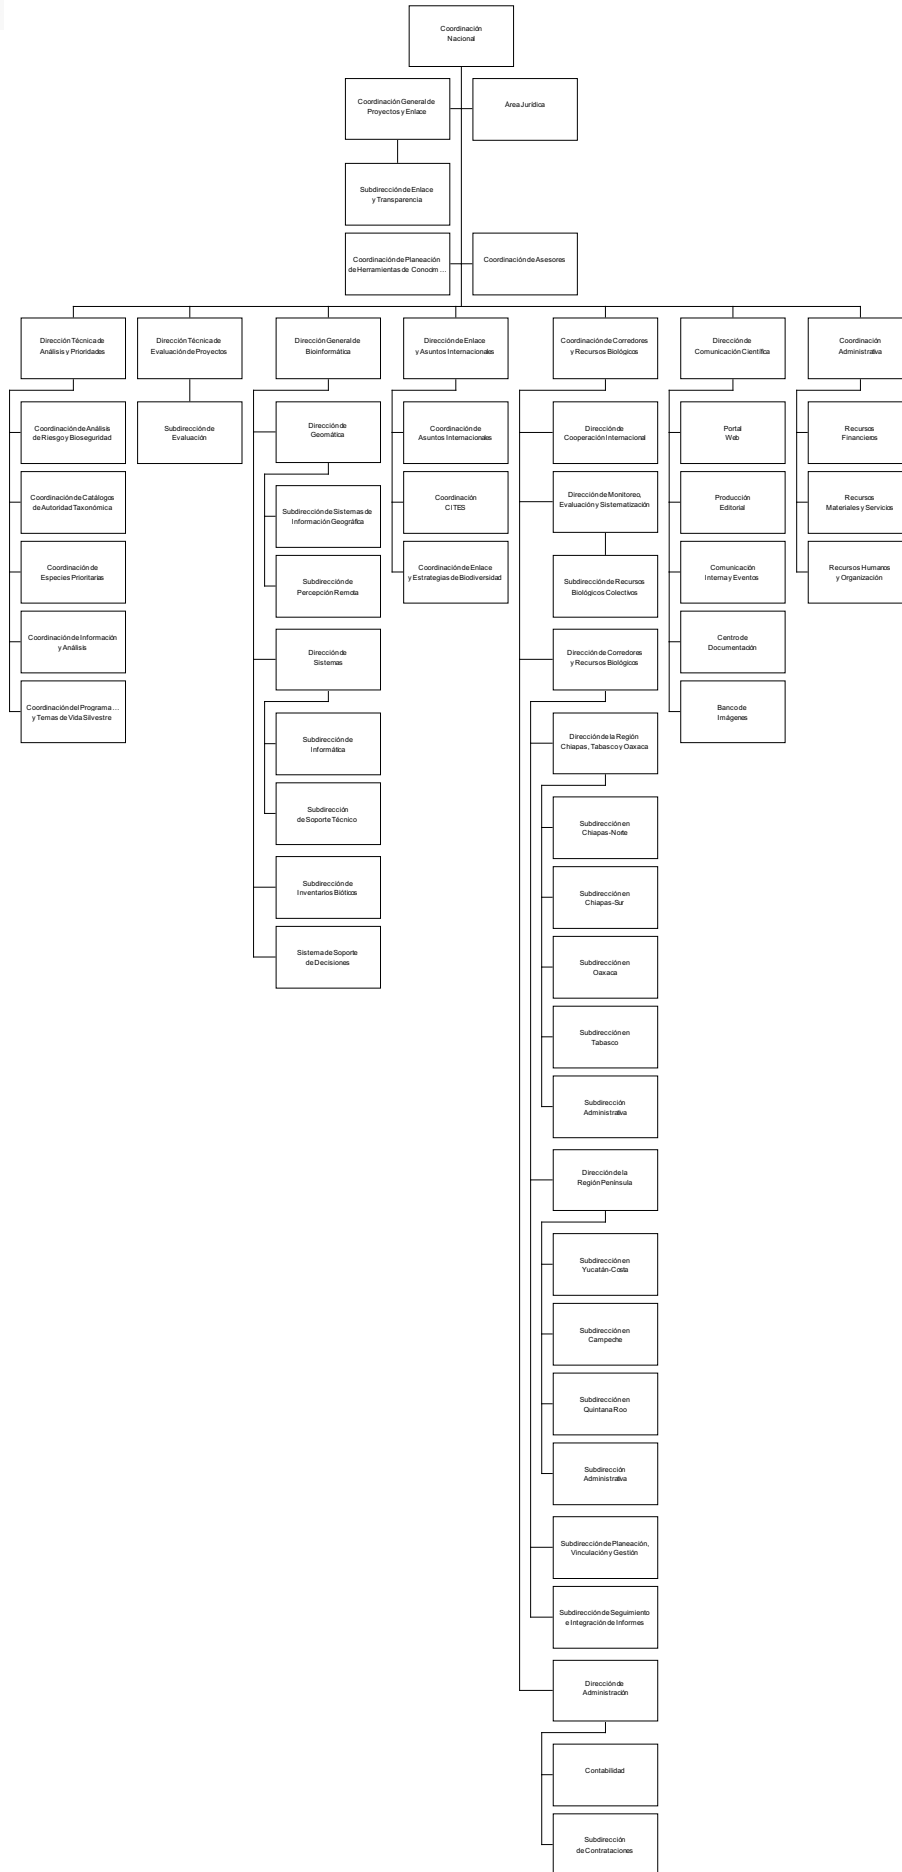 Coordinación
Nacional
Coordinación General de
Proyectos y Enlace
Área Jurídica
Subdirección de Enlace
y Transparencia
Coordinación de Planeación
de Herramientas de Conocim ...
Coordinación de Asesores
Dirección Técnica de
Análisis y Prioridades
Dirección Técnica de
Evaluación de Proyectos
Dirección General de
Bioinformática
Dirección de Enlace
y Asuntos Internacionales
Coordinación de Corredores
y Recursos Biológicos
Dirección de
Comunicación Científica
Coordinación
Administrativa
Coordinación de Análisis
de Riesgo y Bioseguridad
Coordinación de Catálogos
de Autoridad Taxonómica
Coordinación de
Especies Prioritarias
Coordinación de Información
y Análisis
Coordinación del Programa ...
y Temas de Vida Silvestre
Subdirección de
Evaluación
Dirección de
Geomática
Subdirección de Sistemas de
Información Geográfica
Subdirección de
Percepción Remota
Dirección de
Sistemas
Subdirección de
Informática
Subdirección
de Soporte Técnico
Subdirección de
Inventarios Bióticos
Sistema de Soporte
de Decisiones
Coordinación de
Asuntos Internacionales
Coordinación
CITES
Coordinación de Enlace
y Estrategias de Biodiversidad
Dirección de
Cooperación Internacional
Dirección de Monitoreo,
Evaluación y Sistematización
Subdirección de Recursos
Biológicos Colectivos
Dirección de Corredores
y Recursos Biológicos
Dirección de la Región
Chiapas, Tabasco y Oaxaca
Subdirección en
Chiapas-Norte
Subdirección en
Chiapas-Sur
Subdirección en
Oaxaca
Subdirección en
Tabasco
Subdirección
Administrativa
Dirección de la
Región Península
Subdirección en
Yucatán-Costa
Subdirección en
Campeche
Subdirección en
Quintana Roo
Subdirección
Administrativa
Subdirección de Planeación,
Vinculación y Gestión
Subdirección de Seguimiento
e Integración de Informes
Dirección de
Administración
Contabilidad
Subdirección
de Contrataciones
Portal
Web
Producción
Editorial
Comunicación
Interna y Eventos
Centro de
Documentación
Banco de
Imágenes
Recursos
Financieros
Recursos
Materiales y Servicios
Recursos Humanos
y Organización